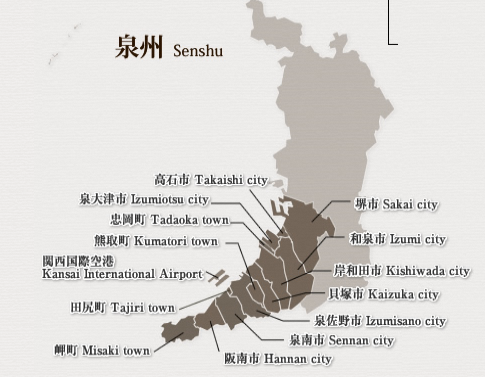 泉州 Senshu
高石市 Takaishi city
泉大津市 Izumiotsu city
忠岡町 Tadaoka town
熊取町 Kumatori town
関西国際空港
Kansai International Airport
田尻町 Tajiri town
岬町 Misaki town
堺市 Sakai city
和泉市 Izumi city
岸和田市 Kishiwada city
貝塚市 Kaizuka city
泉佐野市 Izumisano city
泉南市 Sennan city
阪南市 Hannan city